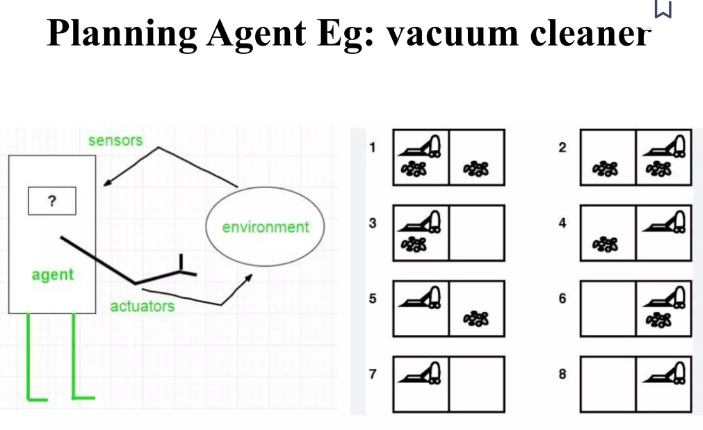 Planning Agent Eg: vacuum cleaner
sensors
?
environment
agent
actuators
1
2
3
4
5
6
7
8